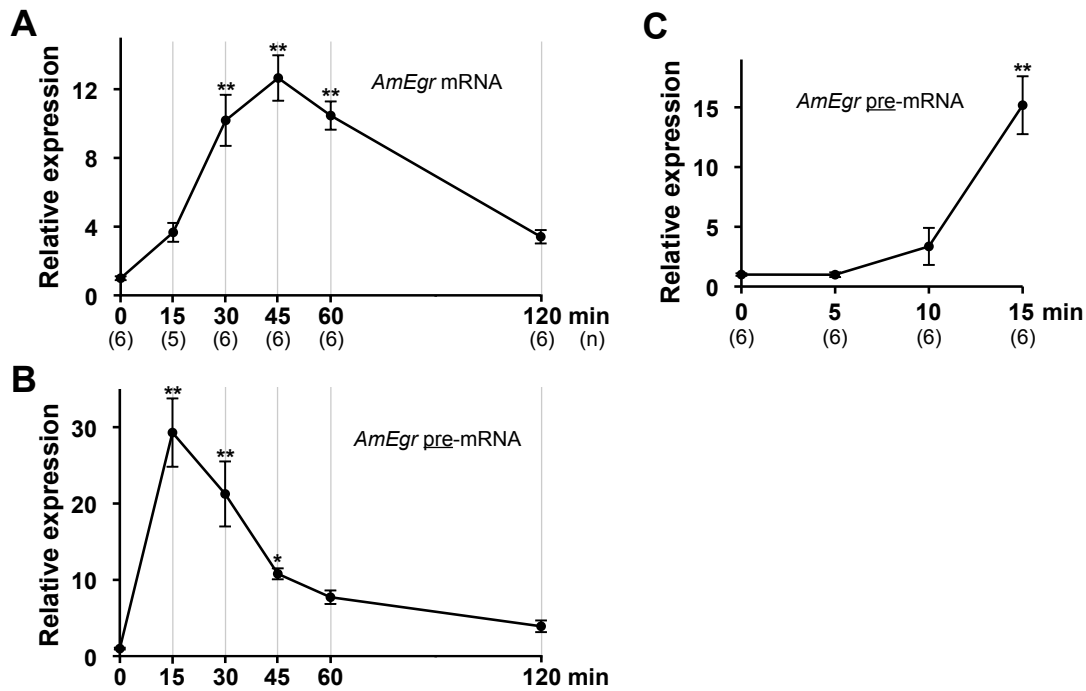 A
Relative expression
12
8
4
0
AmEgr mRNA
** ** **
0 15 30 45 60 120 min
(6) (5) (6) (6) (6) (6) (n)
B
Relative expression
30
20
10
0
AmEgr pre-mRNA
** ** *
0 15 30 45 60 120 min
C
Relative expression
15
10
5
0
AmEgr pre-mRNA
**
0 5 10 15 min
(6) (6) (6) (6)